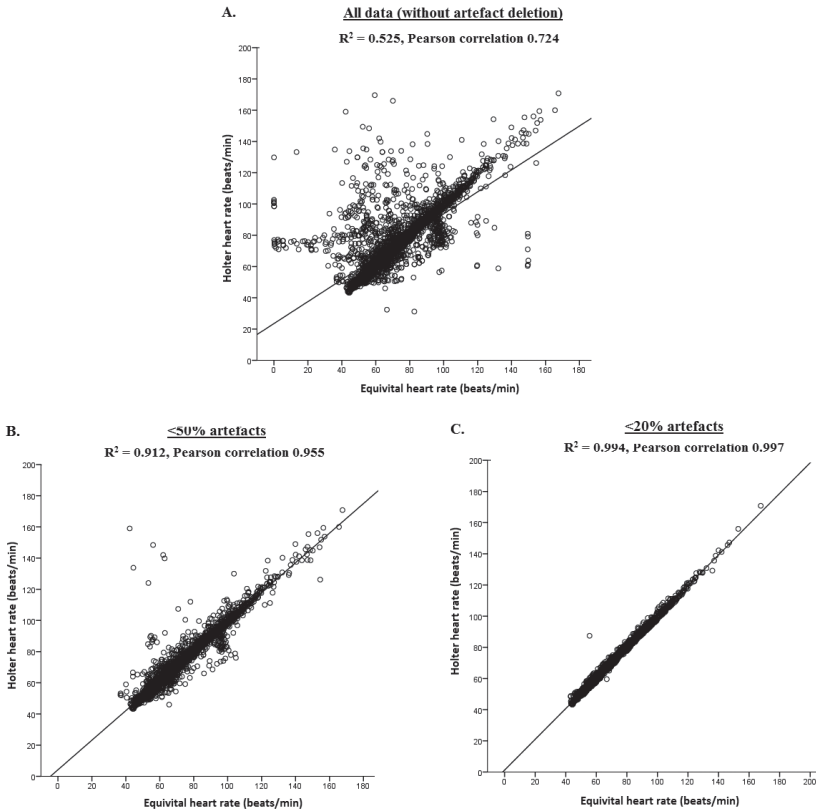 A.
All data (without artefact deletion)
R² = 0.525, Pearson correlation 0.724
200
180
160
140
120
100
80
60
40
20
0
Holter heart rate (beats/min)
0 20 40 60 80 100 120 140 160 180
Equivital heart rate (beats/min)
B.
<50% artefacts
R² = 0.912, Pearson correlation 0.955
200
180
160
140
120
100
80
60
40
20
0
Holter heart rate (beats/min)
0 20 40 60 80 100 120 140 160 180
Equivital heart rate (beats/min)
C.
<20% artefacts
R² = 0.994, Pearson correlation 0.997
200
180
160
140
120
100
80
60
40
20
0
Holter heart rate (beats/min)
0 20 40 60 80 100 120 140 160 180 200
Equivital heart rate (beats/min)